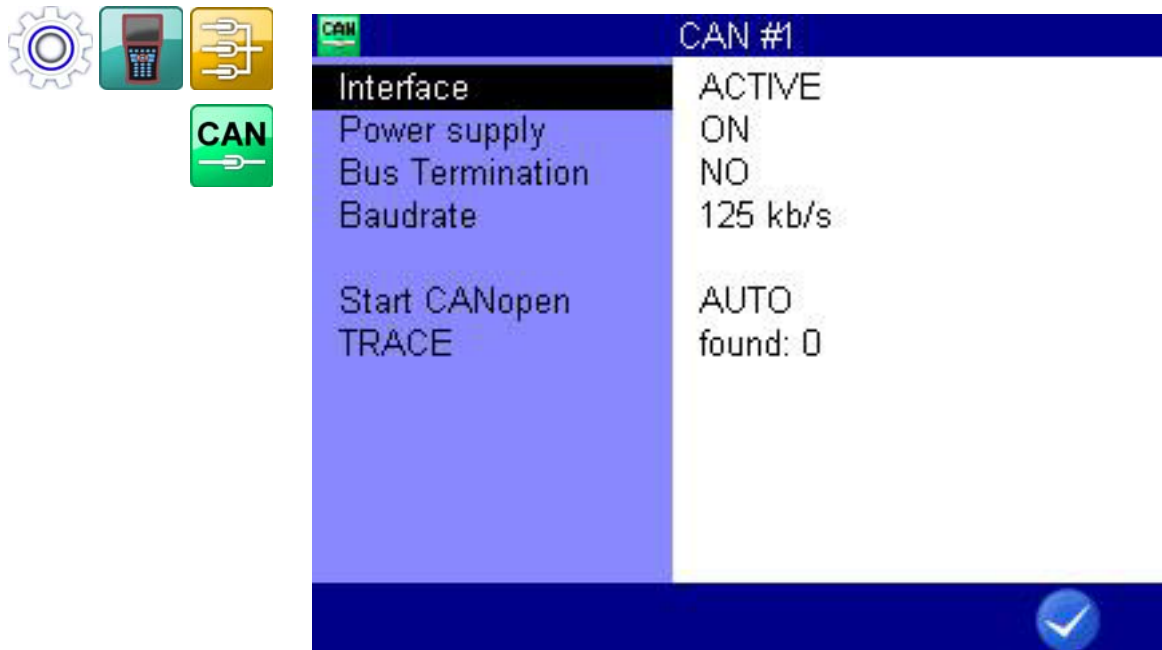 CAN
CAN #1
Interface ACTIVE
Power supply ON
CAN
Bus Termination NO
Baudrate 125 kb/s
Start CANopen AUTO
TRACE found: 0